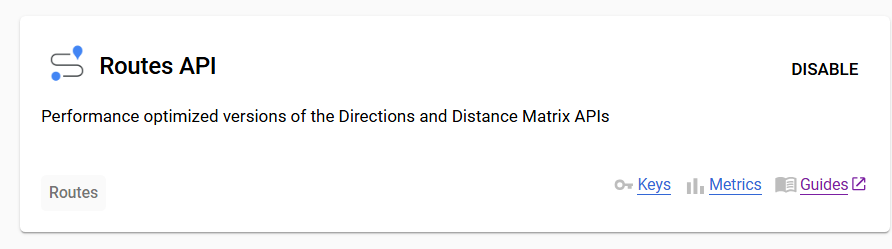 Routes API
DISABLE
Performance optimized versions of the Directions and Distance Matrix APIs
Routes
Keys
Metrics
Guides